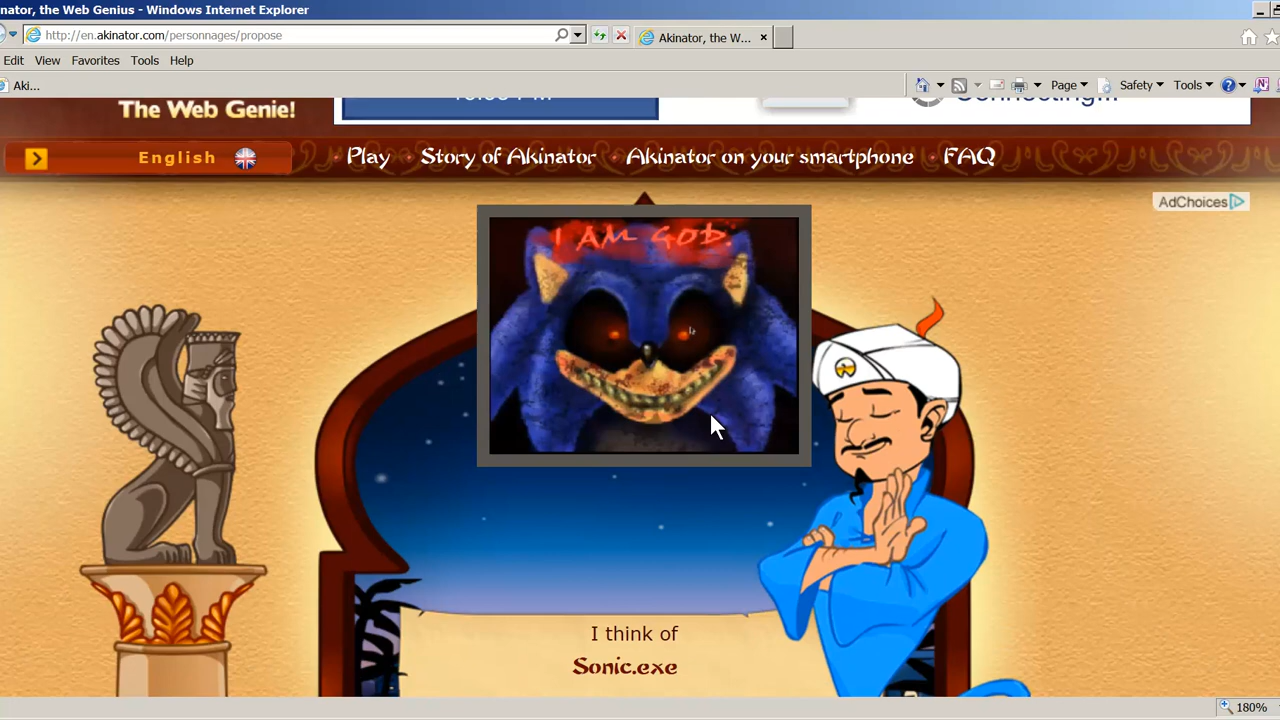 nator, the Web Genius - Windows Internet Explorer
http://en.akinator.com/personnages/propose
Akinator, the W...
Edit View Favorites Tools Help
Aki...
Page Safety Tools
The Web Genie!
Connecting...
English Play Story of Akinator Akinator on your smartphone FAQ
AdChoices
I AM GOD.
I think of
Sonic.exe
180%